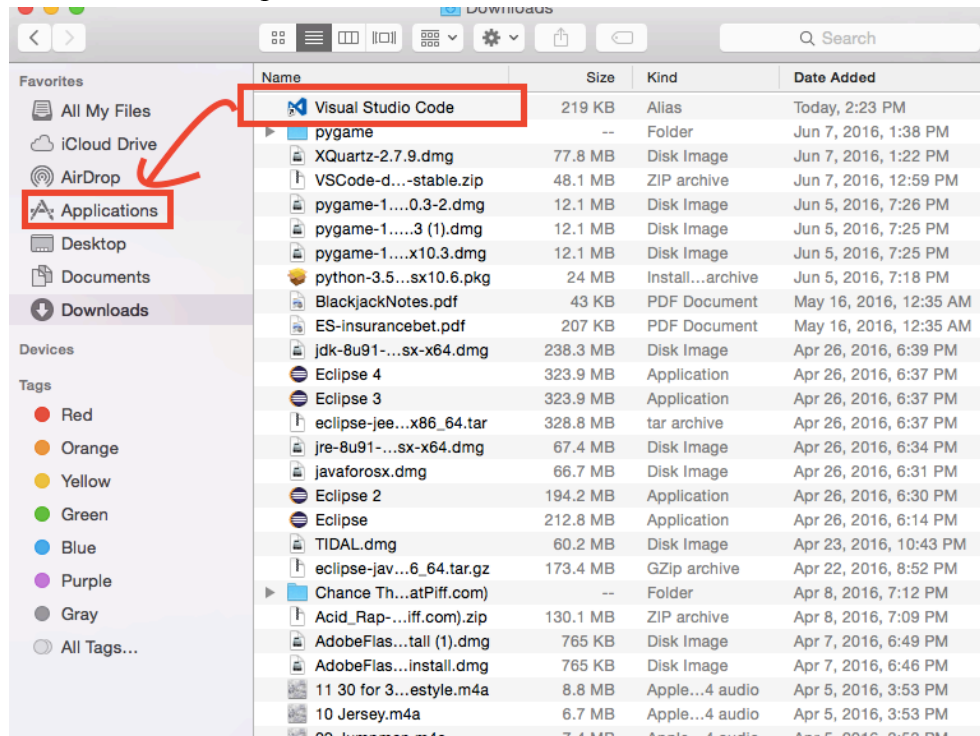 Downloads
Search
Favorites
All My Files
iCloud Drive
AirDrop
Applications
Desktop
Documents
Downloads
Devices
Tags
Red
Orange
Yellow
Green
Blue
Purple
Gray
All Tags...
Name Size Kind Date Added
Visual Studio Code 219 KB Alias Today, 2:23 PM
pygame -- Folder Jun 7, 2016, 1:38 PM
XQuartz-2.7.9.dmg 77.8 MB Disk Image Jun 7, 2016, 1:22 PM
VSCode-d...-stable.zip 48.1 MB ZIP archive Jun 7, 2016, 12:59 PM
pygame-1....0.3-2.dmg 12.1 MB Disk Image Jun 5, 2016, 7:26 PM
pygame-1.....3 (1).dmg 12.1 MB Disk Image Jun 5, 2016, 7:25 PM
pygame-1....x10.3.dmg 12.1 MB Disk Image Jun 5, 2016, 7:25 PM
python-3.5...sx10.6.pkg 24 MB Install...archive Jun 5, 2016, 7:18 PM
BlackjackNotes.pdf 43 KB PDF Document May 16, 2016, 12:35 AM
ES-insurancebet.pdf 207 KB PDF Document May 16, 2016, 12:35 AM
jdk-8u91-...sx-x64.dmg 238.3 MB Disk Image Apr 26, 2016, 6:39 PM
Eclipse 4 323.9 MB Application Apr 26, 2016, 6:37 PM
Eclipse 3 323.9 MB Application Apr 26, 2016, 6:37 PM
eclipse-jee...x86_64.tar 328.8 MB tar archive Apr 26, 2016, 6:37 PM
jre-8u91-...sx-x64.dmg 67.4 MB Disk Image Apr 26, 2016, 6:34 PM
javaforosx.dmg 66.7 MB Disk Image Apr 26, 2016, 6:31 PM
Eclipse 2 194.2 MB Application Apr 26, 2016, 6:30 PM
Eclipse 212.8 MB Application Apr 26, 2016, 6:14 PM
TIDAL.dmg 60.2 MB Disk Image Apr 23, 2016, 10:43 PM
eclipse-jav...6_64.tar.gz 173.4 MB GZip archive Apr 22, 2016, 8:52 PM
Chance Th...atPiff.com) -- Folder Apr 8, 2016, 7:12 PM
Acid_Rap-...iff.com).zip 130.1 MB ZIP archive Apr 8, 2016, 7:09 PM
AdobeFlas...tall (1).dmg 765 KB Disk Image Apr 7, 2016, 6:49 PM
AdobeFlas...install.dmg 765 KB Disk Image Apr 7, 2016, 6:46 PM
11 30 for 3...estyle.m4a 8.8 MB Apple...4 audio Apr 5, 2016, 3:53 PM
10 Jersey.m4a 6.7 MB Apple...4 audio Apr 5, 2016, 3:53 PM